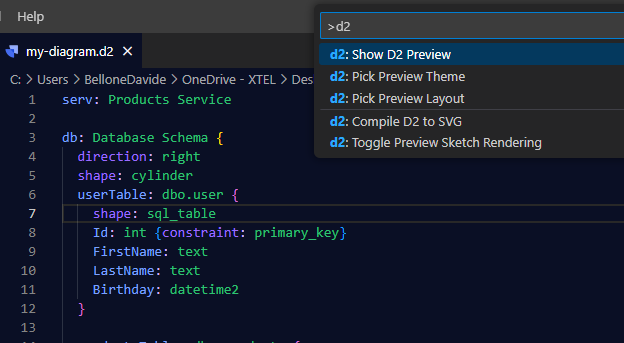 Help
>d2
my-diagram.d2
d2: Show D2 Preview
d2: Pick Preview Theme
d2: Pick Preview Layout
d2: Compile D2 to SVG
d2: Toggle Preview Sketch Rendering
C: > Users > BelloneDavide > OneDrive - XTEL > Des
1 serv: Products Service
2
3 db: Database Schema {
4 direction: right
5 shape: cylinder
6 userTable: dbo.user {
7 shape: sql_table
8 Id: int {constraint: primary_key}
9 FirstName: text
10 LastName: text
11 Birthday: datetime2
12 }
13